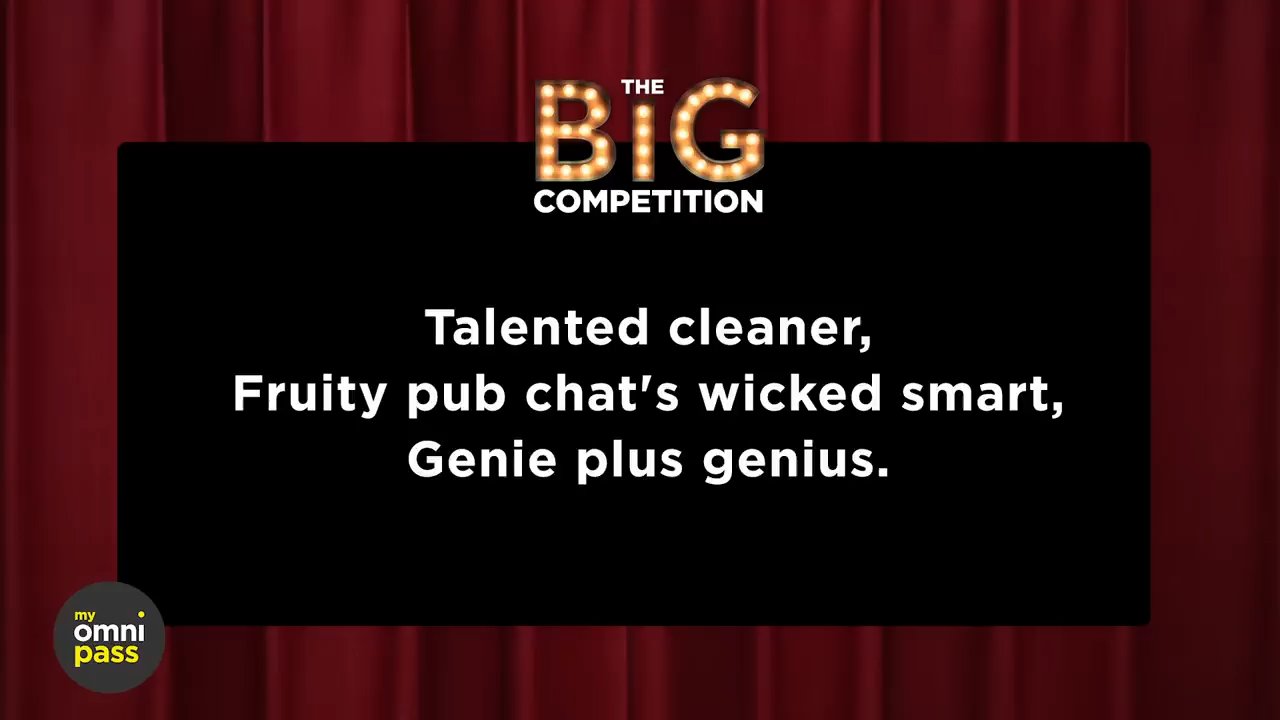 THE
BIG
COMPETITION
Talented cleaner,
Fruity pub chat's wicked smart,
Genie plus genius.
my
omni
pass